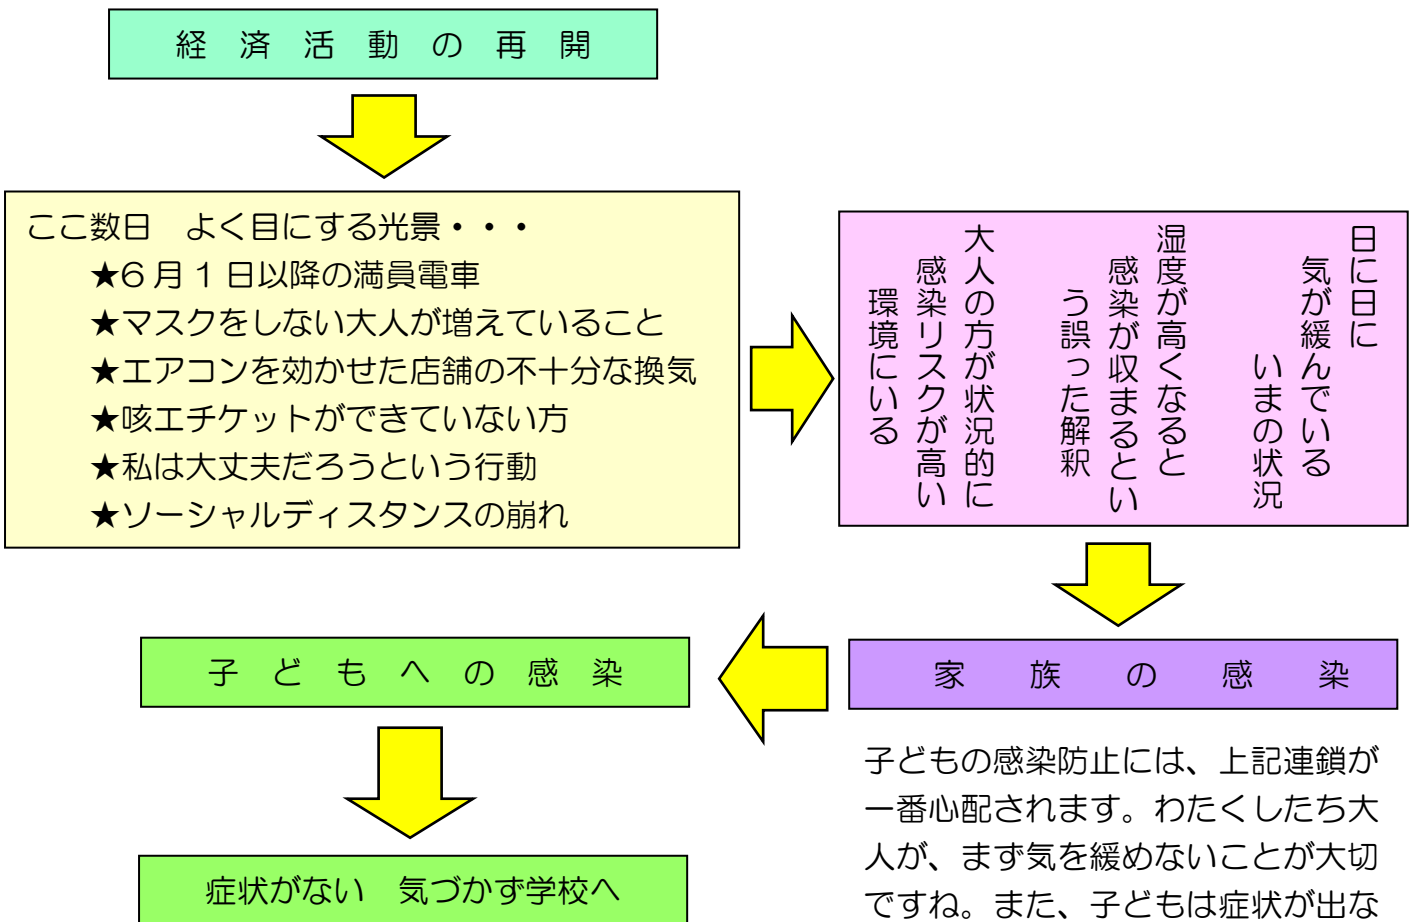 経済活動の再開
ここ数日　よく目にする光景・・・
★6月1日以降の満員電車
★マスクをしない大人が増えていること
★エアコンを効かせた店舗の不十分な換気
★咳エチケットができていない方
★私は大丈夫だろうという行動
★ソーシャルディスタンスの崩れ
日に日に
気が緩んでいる
いまの状況
湿度が高くなると
感染が収まるとい
う誤った解釈
大人の方が状況的に
感染リスクが高い
環境にいる
家族の感染
子どもへの感染
症状がない　気づかず学校へ
子どもの感染防止には、上記連鎖が
一番心配されます。わたくしたち大
人が、まず気を緩めないことが大切
ですね。また、子どもは症状が出な